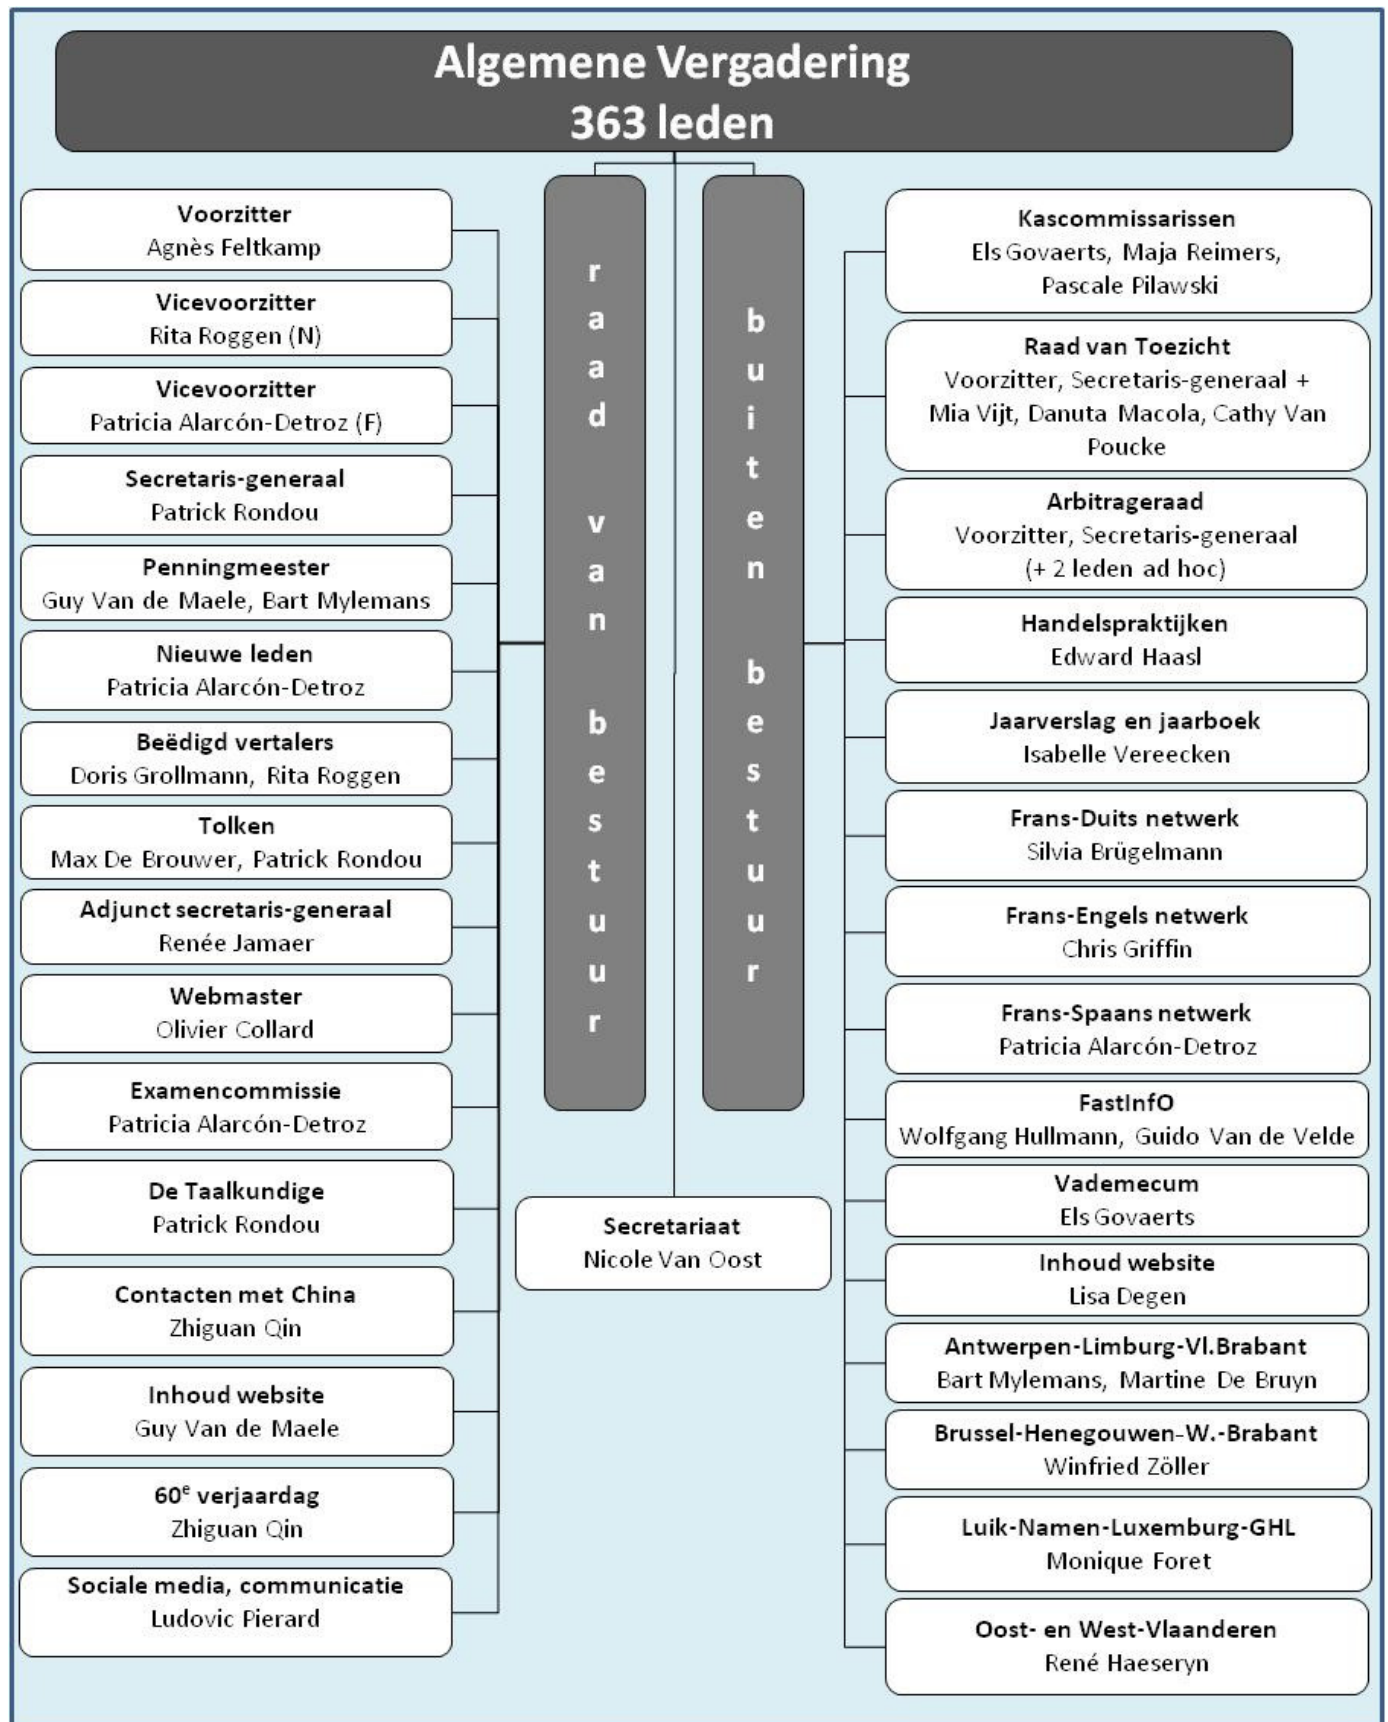 Algemene Vergadering
363 leden
Voorzitter
Agnès Feltkamp
Vicevoorzitter
Rita Roggen (N)
Vicevoorzitter
Patricia Alarcón-Detroz (F)
Secretaris-generaal
Patrick Rondou
Penningmeester
Guy Van de Maele, Bart Mylemans
Nieuwe leden
Patricia Alarcón-Detroz
Beëdigd vertalers
Doris Grollmann, Rita Roggen
Tolken
Max De Brouwer, Patrick Rondou
Adjunct secretaris-generaal
Renée Jamaer
Webmaster
Olivier Collard
Examencommissie
Patricia Alarcón-Detroz
De Taalkundige
Patrick Rondou
Contacten met China
Zhiguan Qin
Inhoud website
Guy Van de Maele
60e verjaardag
Zhiguan Qin
Sociale media, communicatie
Ludovic Pierard
raad van bestuur
buiten bestuur
Secretariaat
Nicole Van Oost
Kascommissarissen
Els Govaerts, Maja Reimers,
Pascale Pilawski
Raad van Toezicht
Voorzitter, Secretaris-generaal +
Mia Vijt, Danuta Macola, Cathy Van
Poucke
Arbitrageraad
Voorzitter, Secretaris-generaal
(+ 2 leden ad hoc)
Handelspraktijken
Edward Haasl
Jaarverslag en jaarboek
Isabelle Vereecken
Frans-Duits netwerk
Silvia Brügelmann
Frans-Engels netwerk
Chris Griffin
Frans-Spaans netwerk
Patricia Alarcón-Detroz
FastInfO
Wolfgang Hullmann, Guido Van de Velde
Vademecum
Els Govaerts
Inhoud website
Lisa Degen
Antwerpen-Limburg-Vl.Brabant
Bart Mylemans, Martine De Bruyn
Brussel-Henegouwen-W.-Brabant
Winfried Zöller
Luik-Namen-Luxemburg-GHL
Monique Foret
Oost- en West-Vlaanderen
René Haeseryn